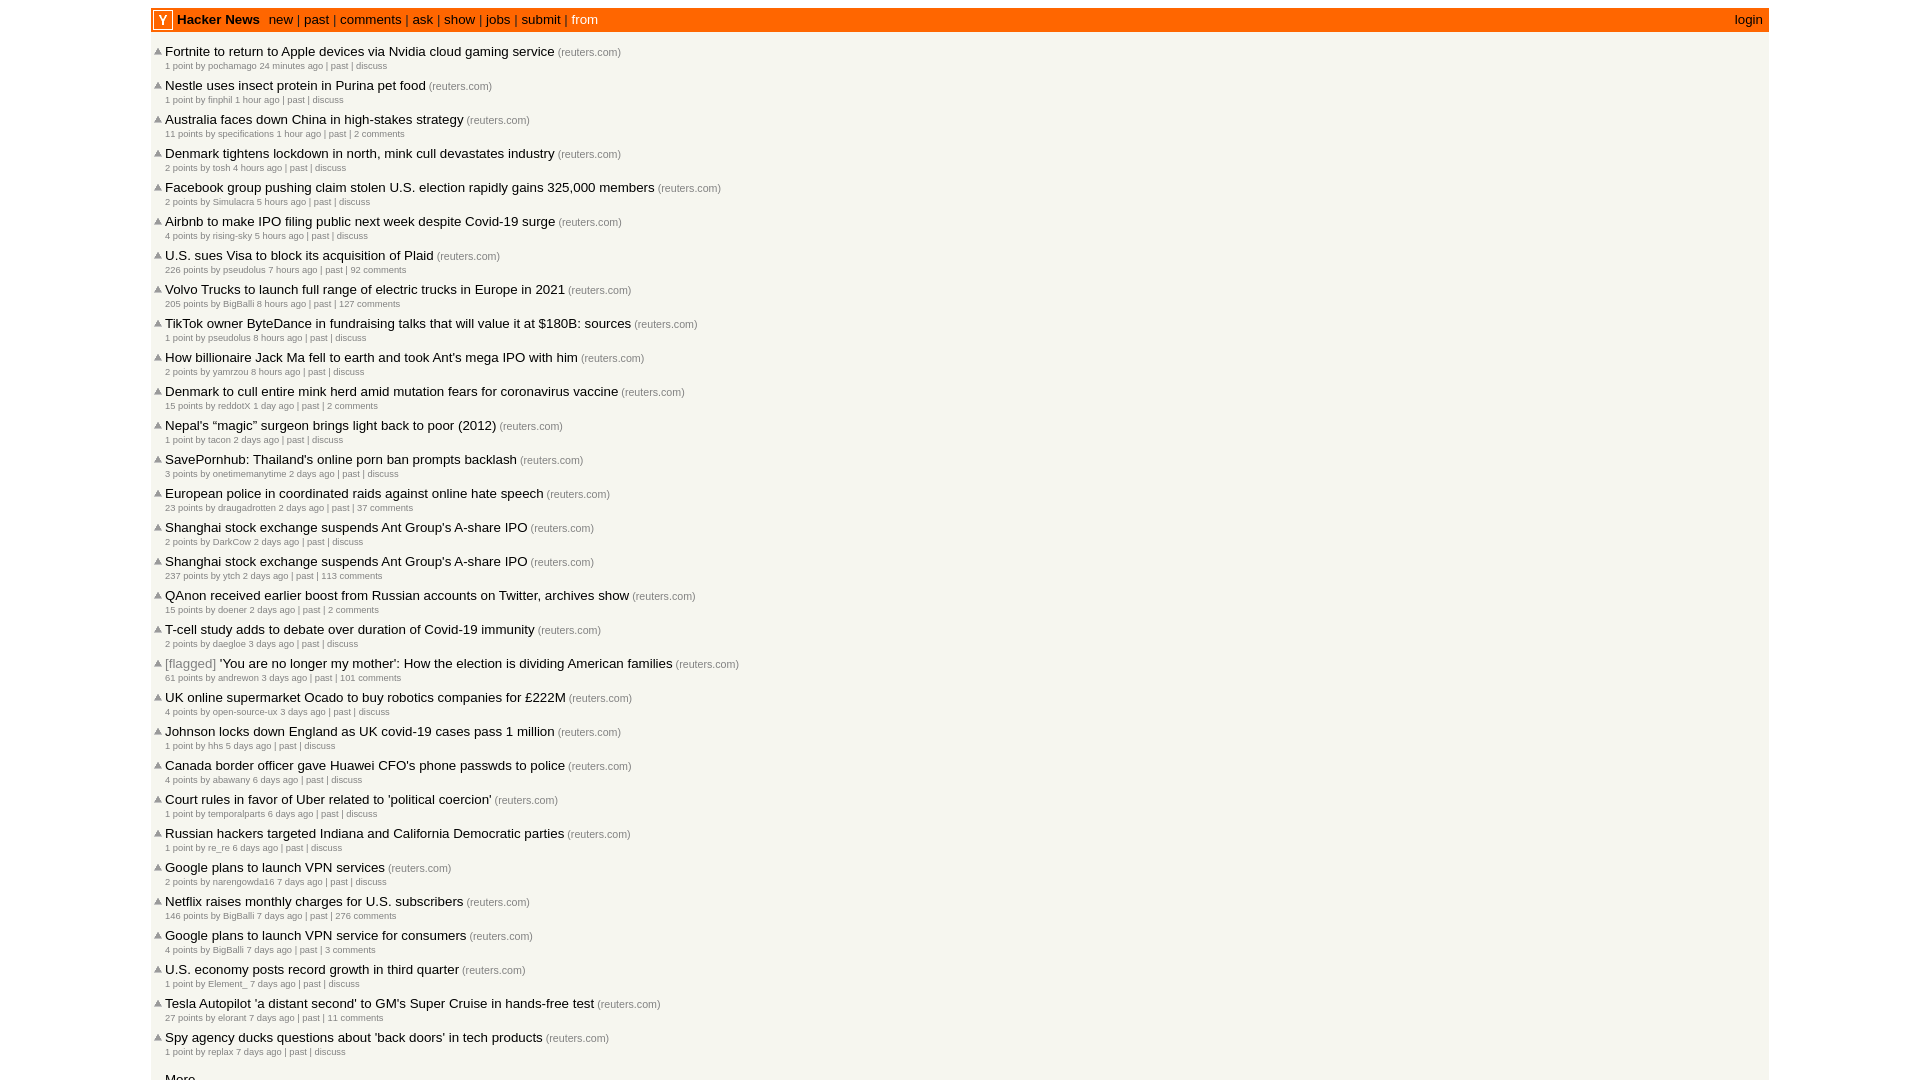 Y Hacker News new | past | comments | ask | show | jobs | submit | from login
Fortnite to return to Apple devices via Nvidia cloud gaming service (reuters.com)
1 point by pochamago 24 minutes ago | past | discuss
Nestle uses insect protein in Purina pet food (reuters.com)
1 point by finphil 1 hour ago | past | discuss
Australia faces down China in high-stakes strategy (reuters.com)
11 points by specifications 1 hour ago | past | 2 comments
Denmark tightens lockdown in north, mink cull devastates industry (reuters.com)
2 points by tosh 4 hours ago | past | discuss
Facebook group pushing claim stolen U.S. election rapidly gains 325,000 members (reuters.com)
2 points by Simulacra 5 hours ago | past | discuss
Airbnb to make IPO filing public next week despite Covid-19 surge (reuters.com)
4 points by rising-sky 5 hours ago | past | discuss
U.S. sues Visa to block its acquisition of Plaid (reuters.com)
226 points by pseudolus 7 hours ago | past | 92 comments
Volvo Trucks to launch full range of electric trucks in Europe in 2021 (reuters.com)
205 points by BigBalli 8 hours ago | past | 127 comments
TikTok owner ByteDance in fundraising talks that will value it at $180B: sources (reuters.com)
1 point by pseudolus 8 hours ago | past | discuss
How billionaire Jack Ma fell to earth and took Ant's mega IPO with him (reuters.com)
2 points by yamrzou 8 hours ago | past | discuss
Denmark to cull entire mink herd amid mutation fears for coronavirus vaccine (reuters.com)
15 points by reddotX 1 day ago | past | 2 comments
Nepal's “magic” surgeon brings light back to poor (2012) (reuters.com)
1 point by tacon 2 days ago | past | discuss
SavePornhub: Thailand's online porn ban prompts backlash (reuters.com)
3 points by onetimemanytime 2 days ago | past | discuss
European police in coordinated raids against online hate speech (reuters.com)
23 points by draugadrotten 2 days ago | past | 37 comments
Shanghai stock exchange suspends Ant Group's A-share IPO (reuters.com)
2 points by DarkCow 2 days ago | past | discuss
Shanghai stock exchange suspends Ant Group's A-share IPO (reuters.com)
237 points by ytch 2 days ago | past | 113 comments
QAnon received earlier boost from Russian accounts on Twitter, archives show (reuters.com)
15 points by doener 2 days ago | past | 2 comments
T-cell study adds to debate over duration of Covid-19 immunity (reuters.com)
2 points by daegloe 3 days ago | past | discuss
[flagged] 'You are no longer my mother': How the election is dividing American families (reuters.com)
61 points by andrewon 3 days ago | past | 101 comments
UK online supermarket Ocado to buy robotics companies for £222M (reuters.com)
4 points by open-source-ux 3 days ago | past | discuss
Johnson locks down England as UK covid-19 cases pass 1 million (reuters.com)
1 point by hhs 5 days ago | past | discuss
Canada border officer gave Huawei CFO's phone passwds to police (reuters.com)
4 points by abawany 6 days ago | past | discuss
Court rules in favor of Uber related to 'political coercion' (reuters.com)
1 point by temporalparts 6 days ago | past | discuss
Russian hackers targeted Indiana and California Democratic parties (reuters.com)
1 point by re_re 6 days ago | past | discuss
Google plans to launch VPN services (reuters.com)
2 points by narengowda16 7 days ago | past | discuss
Netflix raises monthly charges for U.S. subscribers (reuters.com)
146 points by BigBalli 7 days ago | past | 276 comments
Google plans to launch VPN service for consumers (reuters.com)
4 points by BigBalli 7 days ago | past | 3 comments
U.S. economy posts record growth in third quarter (reuters.com)
1 point by Element_ 7 days ago | past | discuss
Tesla Autopilot 'a distant second' to GM's Super Cruise in hands-free test (reuters.com)
27 points by elorant 7 days ago | past | 11 comments
Spy agency ducks questions about 'back doors' in tech products (reuters.com)
1 point by replax 7 days ago | past | discuss
More